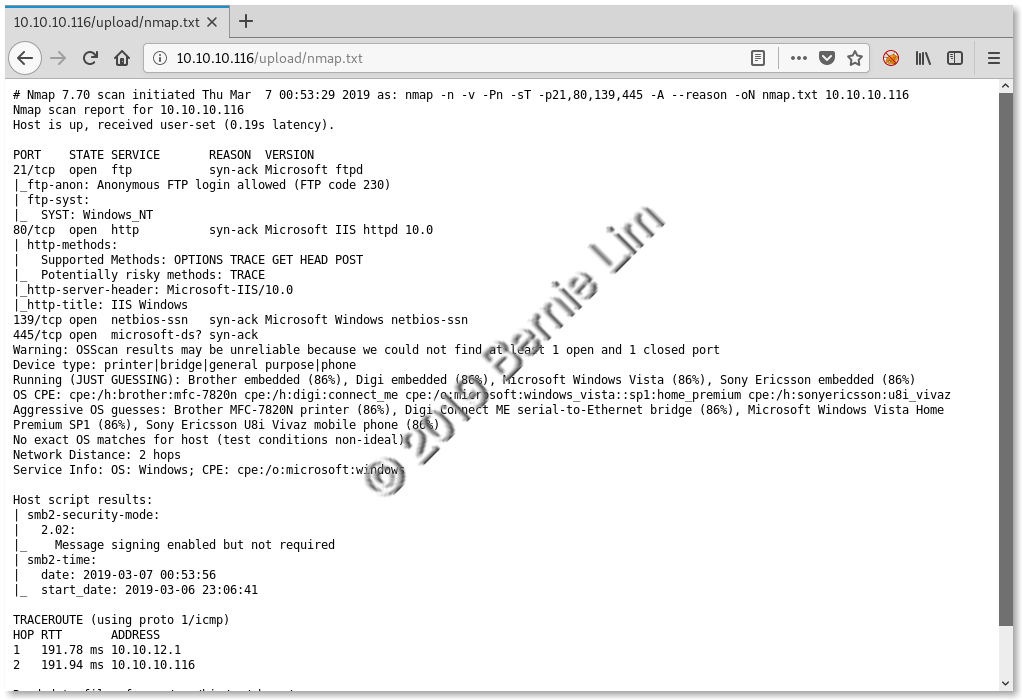 10.10.10.116/upload/nmap.txt
10.10.10.116/upload/nmap.txt
# Nmap 7.70 scan initiated Thu Mar  7 00:53:29 2019 as: nmap -n -v -Pn -sT -p21,80,139,445 -A --reason -oN nmap.txt 10.10.10.116
Nmap scan report for 10.10.10.116
Host is up, received user-set (0.19s latency).
PORT    STATE SERVICE       REASON  VERSION
21/tcp  open  ftp           syn-ack Microsoft ftpd
|_ftp-anon: Anonymous FTP login allowed (FTP code 230)
| ftp-syst:
|_  SYST: Windows_NT
80/tcp  open  http          syn-ack Microsoft IIS httpd 10.0
| http-methods:
|   Supported Methods: OPTIONS TRACE GET HEAD POST
|_  Potentially risky methods: TRACE
|_http-server-header: Microsoft-IIS/10.0
|_http-title: IIS Windows
139/tcp open  netbios-ssn   syn-ack Microsoft Windows netbios-ssn
445/tcp open  microsoft-ds? syn-ack
Warning: OSScan results may be unreliable because we could not find at least 1 open and 1 closed port
Device type: printer|bridge|general purpose|phone
Running (JUST GUESSING): Brother embedded (86%), Digi embedded (86%), Microsoft Windows Vista (86%), Sony Ericsson embedded (86%)
OS CPE: cpe:/h:brother:mfc-7820n cpe:/h:digi:connect_me cpe:/o:microsoft:windows_vista::sp1:home_premium cpe:/h:sonyericsson:u8i_vivaz
Aggressive OS guesses: Brother MFC-7820N printer (86%), Digi Connect ME serial-to-Ethernet bridge (86%), Microsoft Windows Vista Home
Premium SP1 (86%), Sony Ericsson U8i Vivaz mobile phone (86%)
No exact OS matches for host (test conditions non-ideal).
Network Distance: 2 hops
Service Info: OS: Windows; CPE: cpe:/o:microsoft:windows
Host script results:
| smb2-security-mode:
|   2.02:
|_    Message signing enabled but not required
| smb2-time:
|   date: 2019-03-07 00:53:56
|_  start_date: 2019-03-06 23:06:41
TRACEROUTE (using proto 1/icmp)
HOP RTT       ADDRESS
1   191.78 ms 10.10.12.1
2   191.94 ms 10.10.10.116
© 2019 Bernie Lim